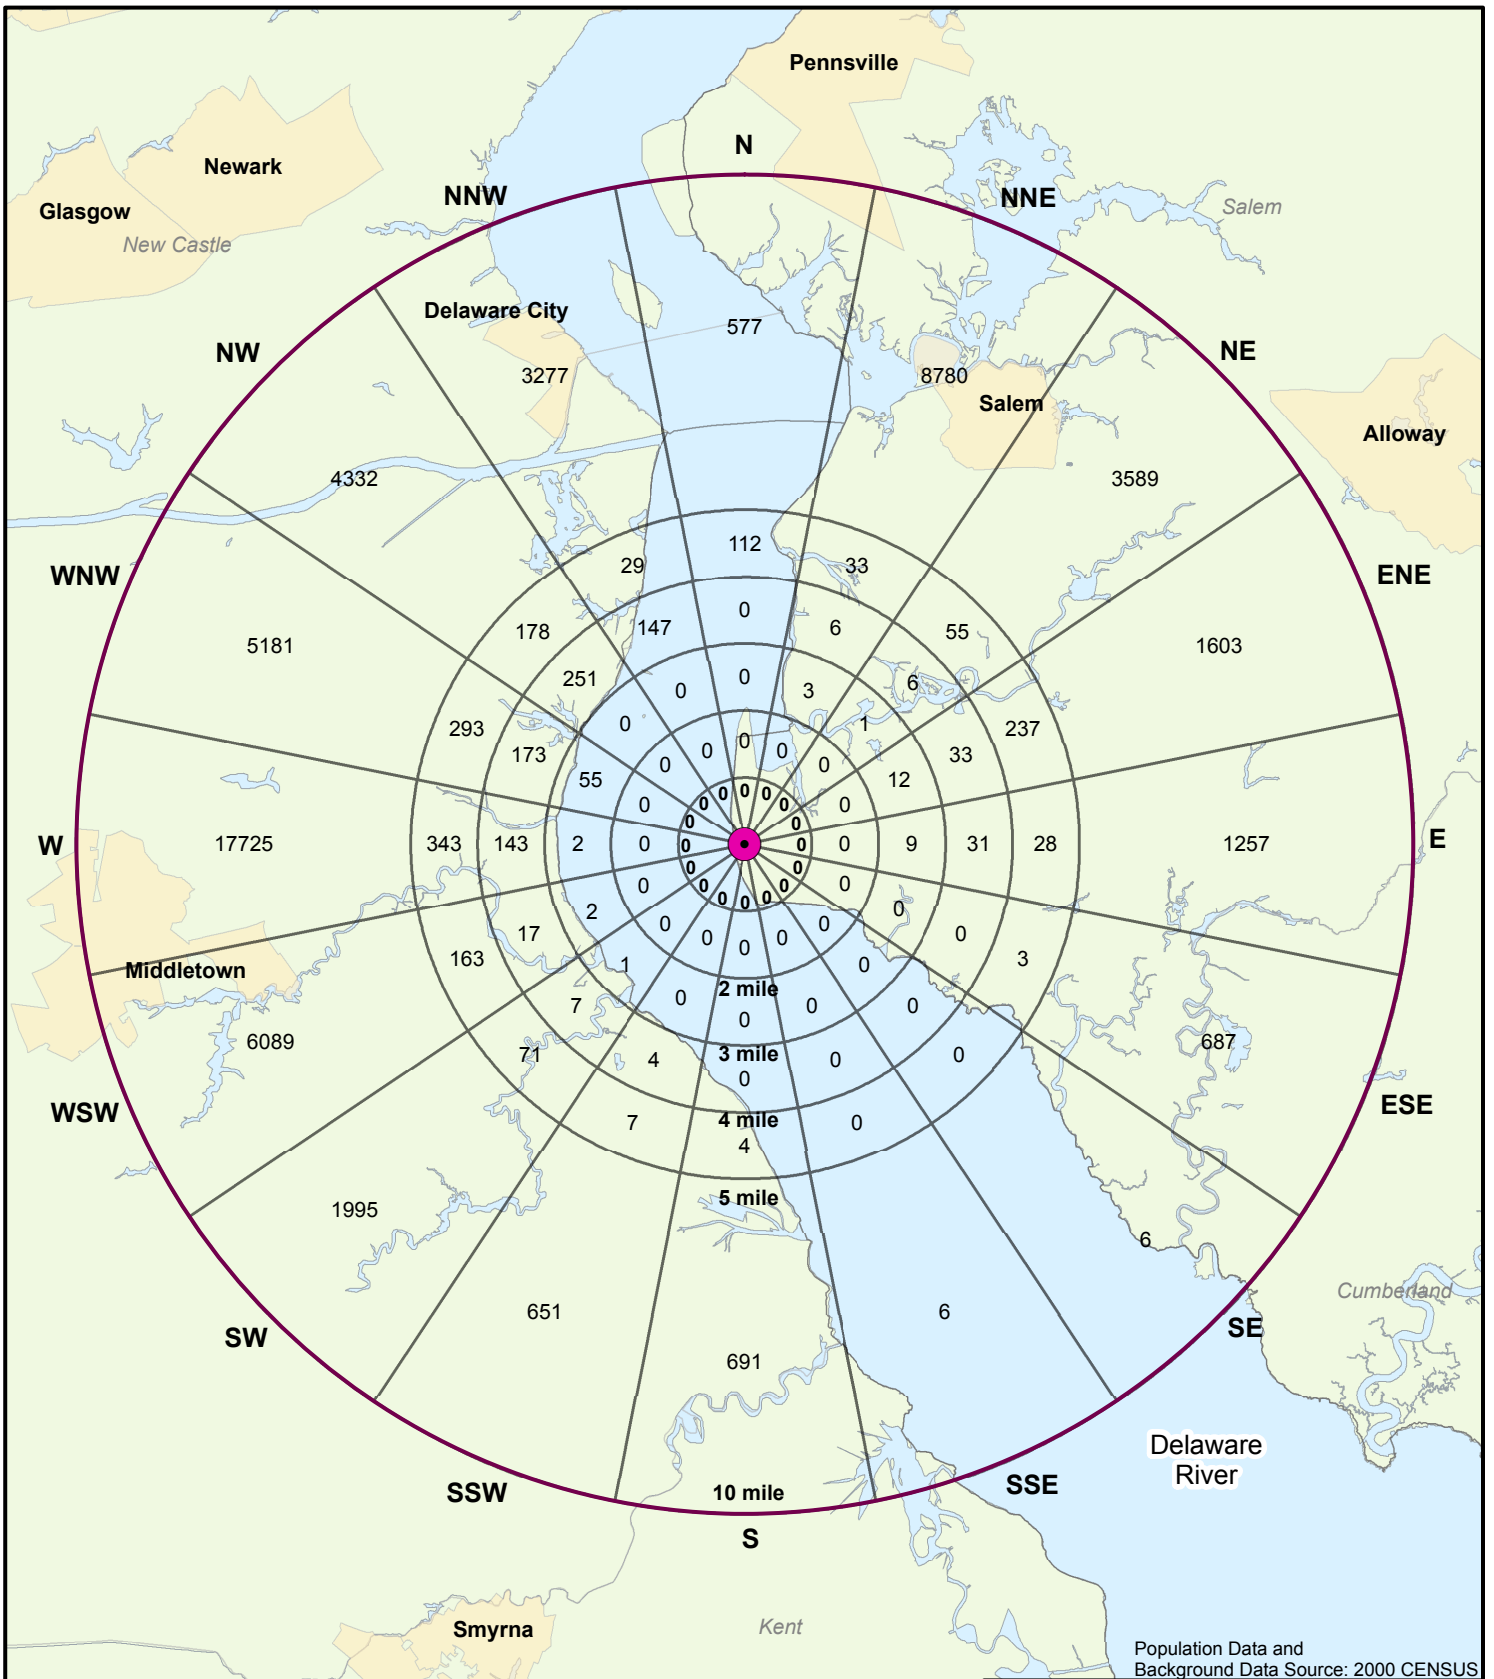 Pennsville
N
Newark
NNW
NNE
Salem
Glasgow
New Castle
Delaware City
577
NW
NE
3277
8780
Salem
Alloway
4332
3589
112
29
33
WNW
ENE
0
178
147
6
55
5181
1603
251
0
0
3
6
293
0
1
237
173
0
0
0
33
55
0
0
12
0
0
0
0
0
0
0
0
0
0
W
17725
343
143
2
0
0
0
0
9
31
28
1257
E
0
0
0
0
0
0
0
0
0
0
0
2
0
17
0
0
0
163
0
0
0
0
3
Middletown
1
0
2 mile
0
0
7
0
0
6089
687
71
4
3 mile
0
0
0
WSW
ESE
7
4 mile
0
4
5 mile
1995
6
Cumberland
651
6
SW
SE
691
Delaware
River
SSW
10 mile
SSE
S
Smyrna
Kent
Population Data and
Background Data Source: 2000 CENSUS